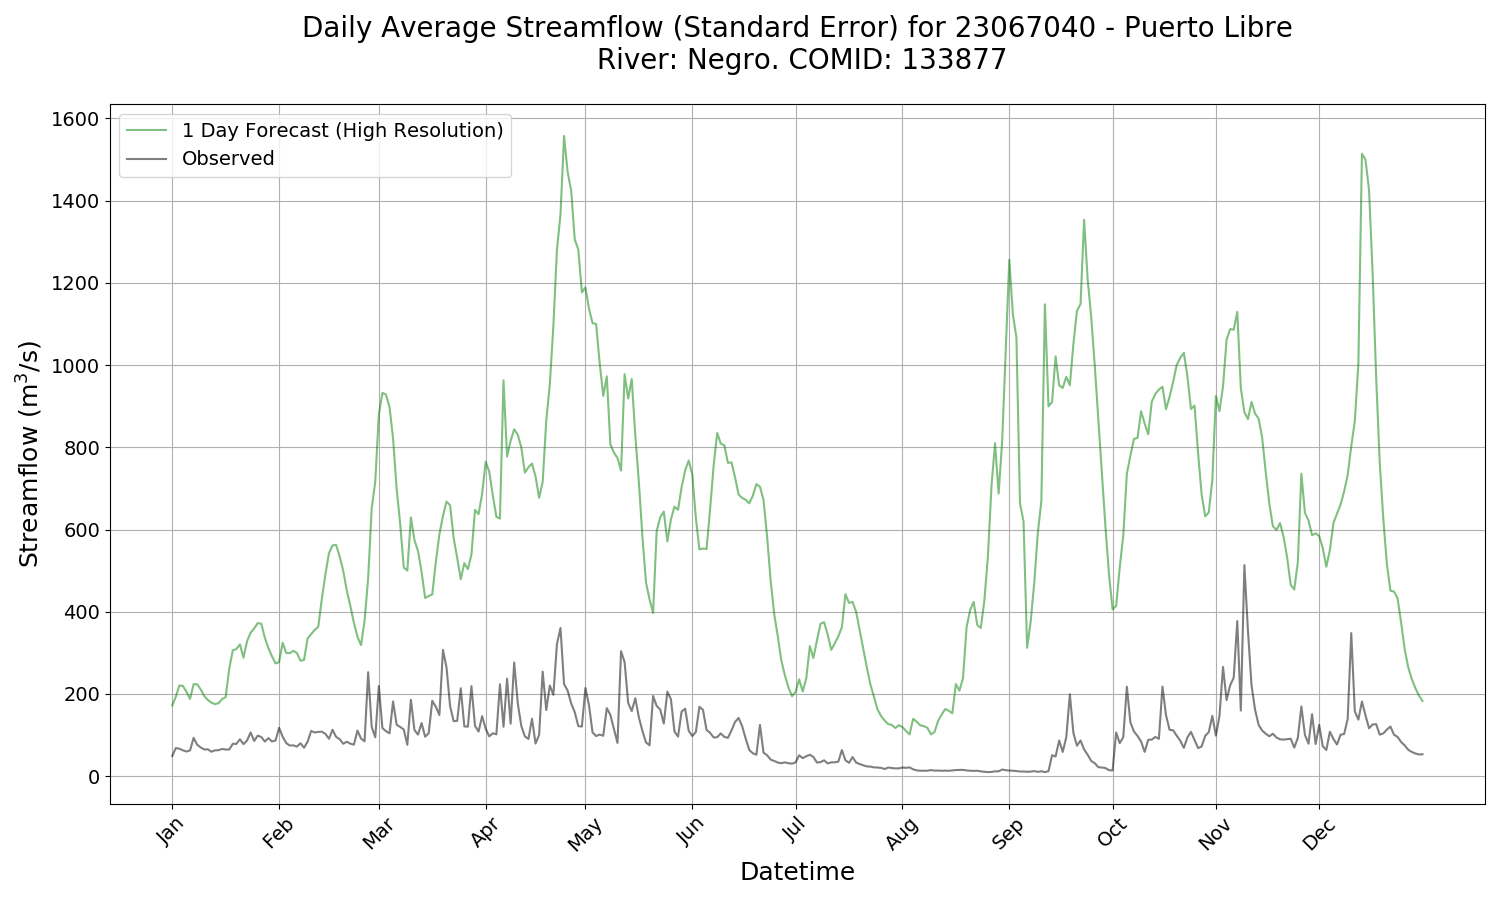 Daily Average Streamflow (Standard Error) for 23067040 - Puerto Libre
River: Negro. COMID: 133877
1 Day Forecast (High Resolution)
Observed
1600
1400
1200
1000
800
600
400
200
0
Streamflow (m³/s)
Jan Feb Mar Apr May Jun Jul Aug Sep Oct Nov Dec
Datetime